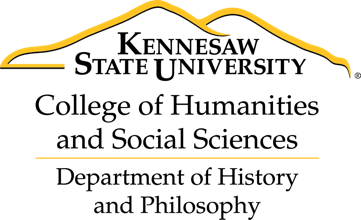 KENNESAW
STATE UNIVERSITY
®
College of Humanities
and Social Sciences
Department of History
and Philosophy